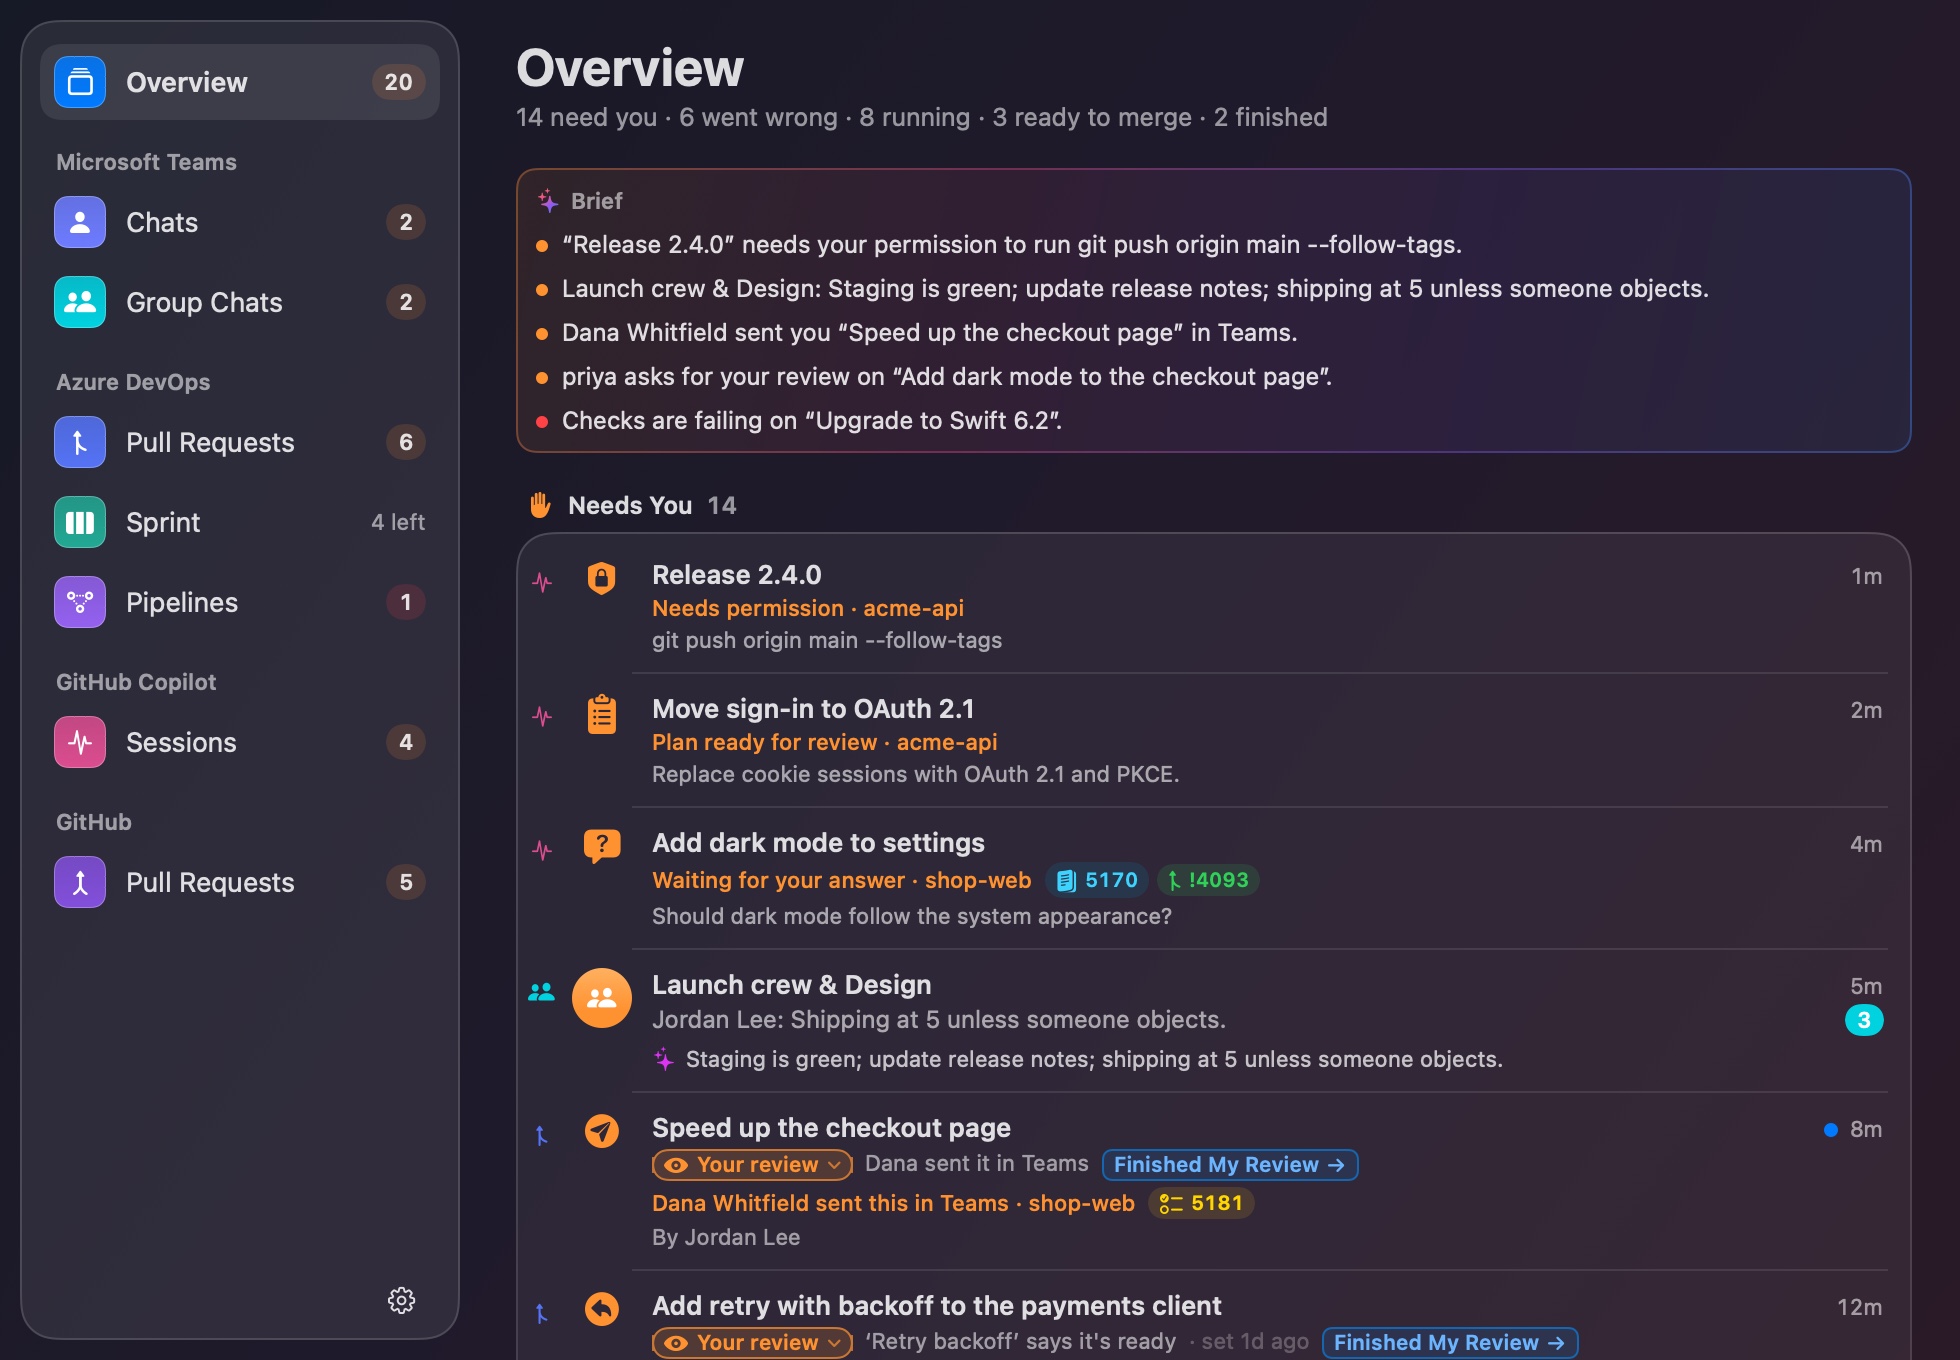 Overview 20
Microsoft Teams
Chats 2
Group Chats 2
Azure DevOps
Pull Requests 6
Sprint 4 left
Pipelines 1
GitHub Copilot
Sessions 4
GitHub
Pull Requests 5
Overview
14 need you · 6 went wrong · 8 running · 3 ready to merge · 2 finished
Brief
“Release 2.4.0” needs your permission to run git push origin main --follow-tags.
Launch crew & Design: Staging is green; update release notes; shipping at 5 unless someone objects.
Dana Whitfield sent you “Speed up the checkout page” in Teams.
priya asks for your review on “Add dark mode to the checkout page”.
Checks are failing on “Upgrade to Swift 6.2”.
Needs You 14
Release 2.4.0 1m
Needs permission · acme-api
git push origin main --follow-tags
Move sign-in to OAuth 2.1 2m
Plan ready for review · acme-api
Replace cookie sessions with OAuth 2.1 and PKCE.
Add dark mode to settings 4m
Waiting for your answer · shop-web 5170 !4093
Should dark mode follow the system appearance?
Launch crew & Design 5m
Jordan Lee: Shipping at 5 unless someone objects. 3
Staging is green; update release notes; shipping at 5 unless someone objects.
Speed up the checkout page 8m
Your review Dana sent it in Teams Finished My Review →
Dana Whitfield sent this in Teams · shop-web 5181
By Jordan Lee
Add retry with backoff to the payments client 12m
Your review ‘Retry backoff’ says it's ready · set 1d ago Finished My Review →